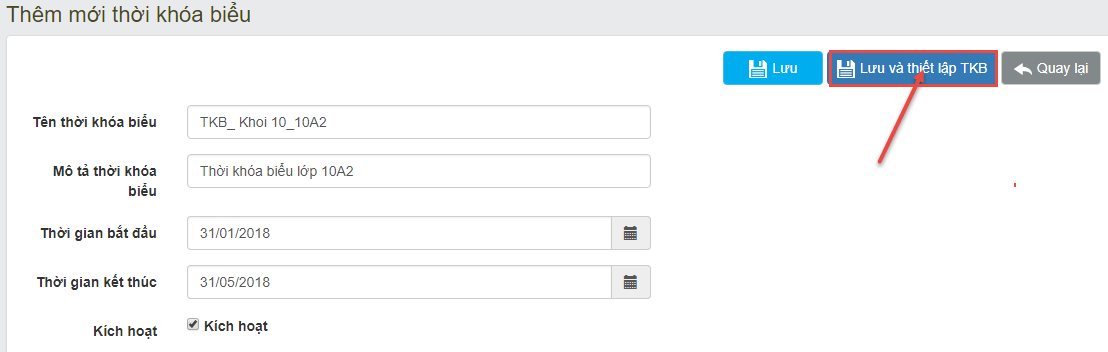 Thêm mới thời khóa biểu
Lưu
Lưu và thiết lập TKB
Quay lại
Tên thời khóa biểu
TKB_ Khoi 10_10A2
Mô tả thời khóa
biểu
Thời khóa biểu lớp 10A2
Thời gian bắt đầu
31/01/2018
Thời gian kết thúc
31/05/2018
Kích hoạt
Kích hoạt